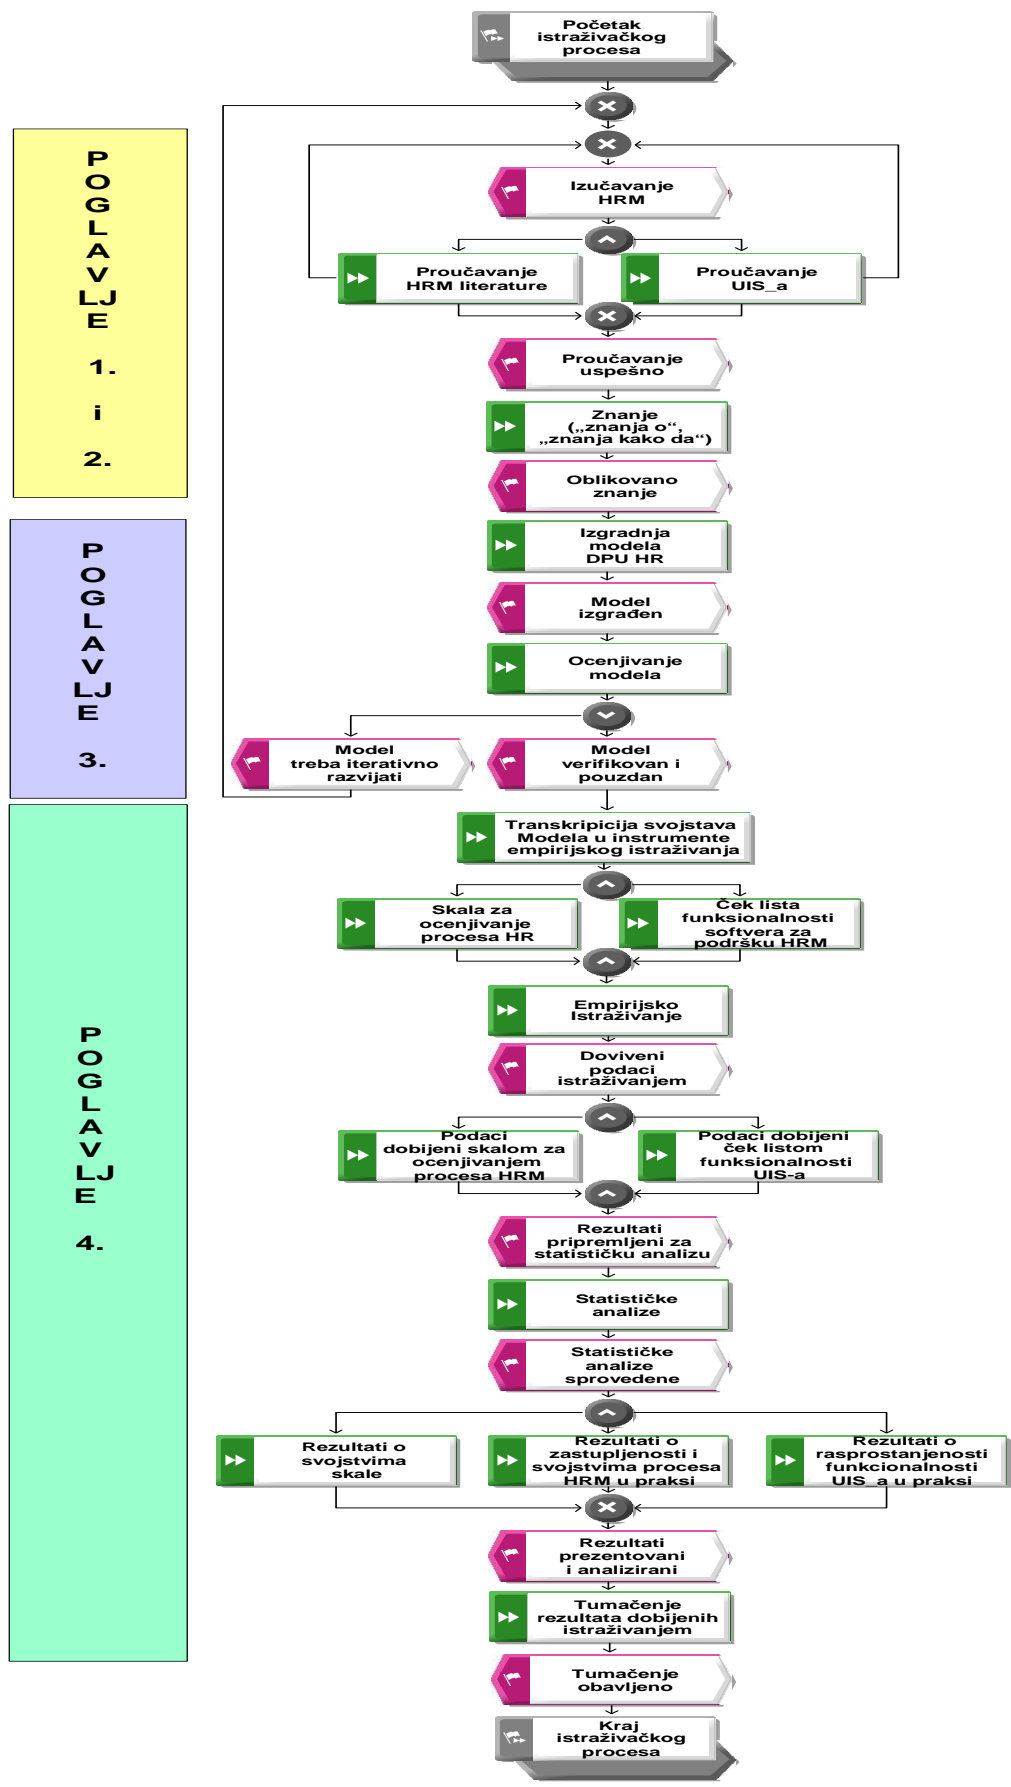 Početak
istraživačkog
procesa
P
O
G
L
A
V
LJ
E
1.
i
2.
Izučavanje
HRM
Proučavanje
HRM literature
Proučavanje
UIS_a
Proučavanje
uspešno
Znanje
(„znanja o“,
„znanja kako da“)
Oblikovano
znanje
P
O
G
L
A
V
LJ
E
3.
Izgradnja
modela
DPU HR
Model
izgrađen
Ocenjivanje
modela
Model
treba iterativno
razvijati
Model
verifikovan i
pouzdan
P
O
G
L
A
V
LJ
E
4.
Transkripicija svojstava
Modela u instrumente
empirijskog istraživanja
Skala za
ocenjivanje
procesa HR
Ček lista
funksionalnosti
softvera za
podršku HRM
Empirijsko
Istraživanje
Doviveni
podaci
istraživanjem
Podaci
dobijeni skalom za
ocenjivanjem
procesa HRM
Podaci dobijeni
ček listom
funksionalnosti
UIS-a
Rezultati
pripremljeni za
statističku analizu
Statističke
analize
Statističke
analize
sprovedene
Rezultati o
svojstvima
skale
Rezultati o
zastupljenosti i
svojstvima procesa
HRM u praksi
Rezultati o
rasprostanjenosti
funkcionalnosti
UIS_a u praksi
Rezultati
prezentovani
i analizirani
Tumačenje
rezultata dobijenih
istraživanjem
Tumačenje
obavljeno
Kraj
istraživačkog
procesa